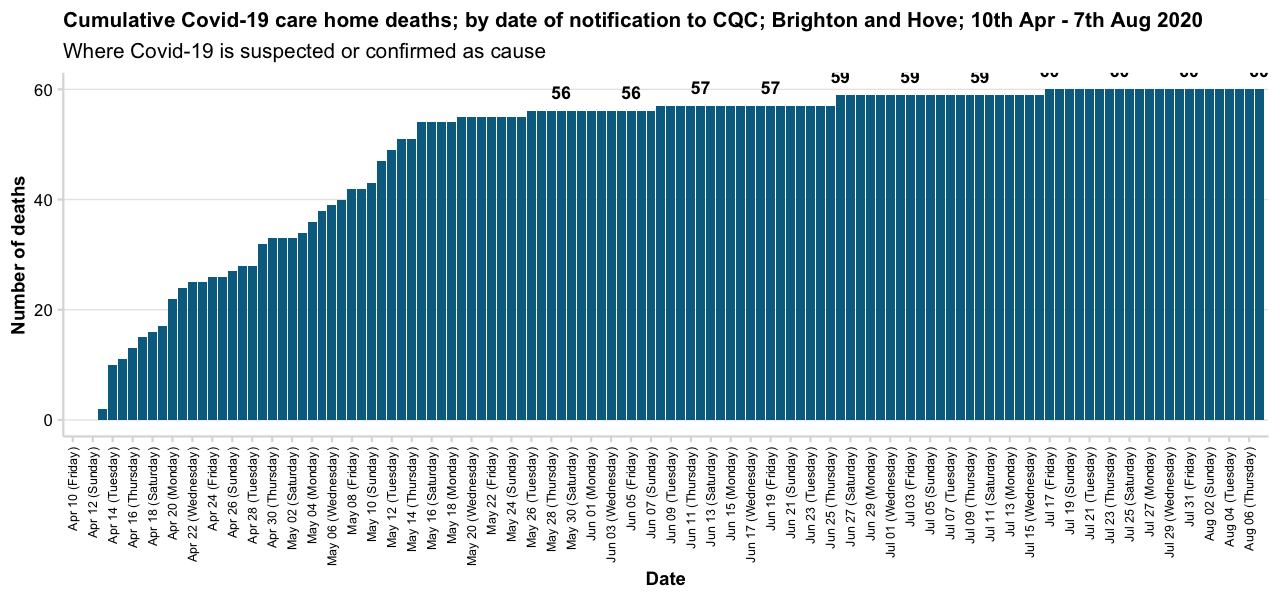 Cumulative Covid-19 care home deaths; by date of notification to CQC; Brighton and Hove; 10th Apr - 7th Aug 2020
Where Covid-19 is suspected or confirmed as cause
Number of deaths
60
40
20
0
56
56
57
57
59
59
59
Apr 10 (Friday)
Apr 12 (Sunday)
Apr 14 (Tuesday)
Apr 16 (Thursday)
Apr 18 (Saturday)
Apr 20 (Monday)
Apr 22 (Wednesday)
Apr 24 (Friday)
Apr 26 (Sunday)
Apr 28 (Tuesday)
Apr 30 (Thursday)
May 02 (Saturday)
May 04 (Monday)
May 06 (Wednesday)
May 08 (Friday)
May 10 (Sunday)
May 12 (Tuesday)
May 14 (Thursday)
May 16 (Saturday)
May 18 (Monday)
May 20 (Wednesday)
May 22 (Friday)
May 24 (Sunday)
May 26 (Tuesday)
May 28 (Thursday)
May 30 (Saturday)
Jun 01 (Monday)
Jun 03 (Wednesday)
Jun 05 (Friday)
Jun 07 (Sunday)
Jun 09 (Tuesday)
Jun 11 (Thursday)
Jun 13 (Saturday)
Jun 15 (Monday)
Jun 17 (Wednesday)
Jun 19 (Friday)
Jun 21 (Sunday)
Jun 23 (Tuesday)
Jun 25 (Thursday)
Jun 27 (Saturday)
Jun 29 (Monday)
Jul 01 (Wednesday)
Jul 03 (Friday)
Jul 05 (Sunday)
Jul 07 (Tuesday)
Jul 09 (Thursday)
Jul 11 (Saturday)
Jul 13 (Monday)
Jul 15 (Wednesday)
Jul 17 (Friday)
Jul 19 (Sunday)
Jul 21 (Tuesday)
Jul 23 (Thursday)
Jul 25 (Saturday)
Jul 27 (Monday)
Jul 29 (Wednesday)
Jul 31 (Friday)
Aug 02 (Sunday)
Aug 04 (Tuesday)
Aug 06 (Thursday)
Date